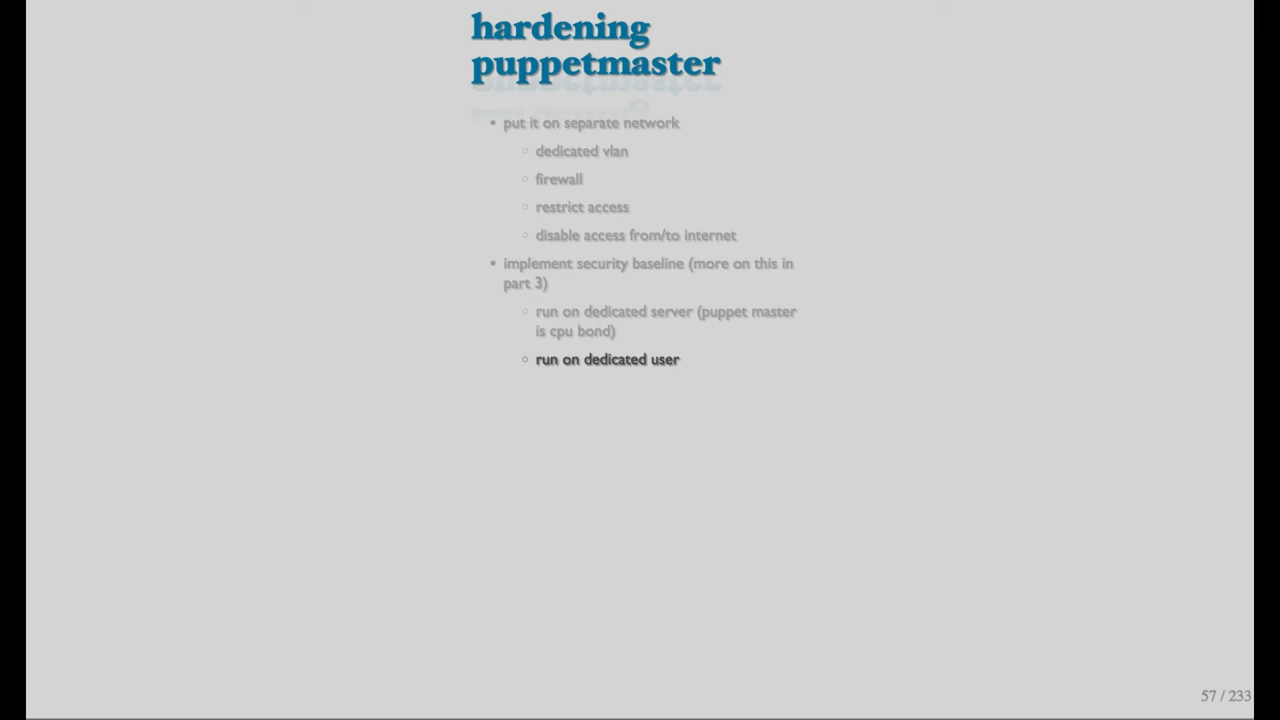 hardening
puppetmaster
• put it on separate network
▫ dedicated vlan
▫ firewall
▫ restrict access
▫ disable access from/to internet
• implement security baseline (more on this in
part 3)
▫ run on dedicated server (puppet master
is cpu bond)
▫ run on dedicated user
57 / 233